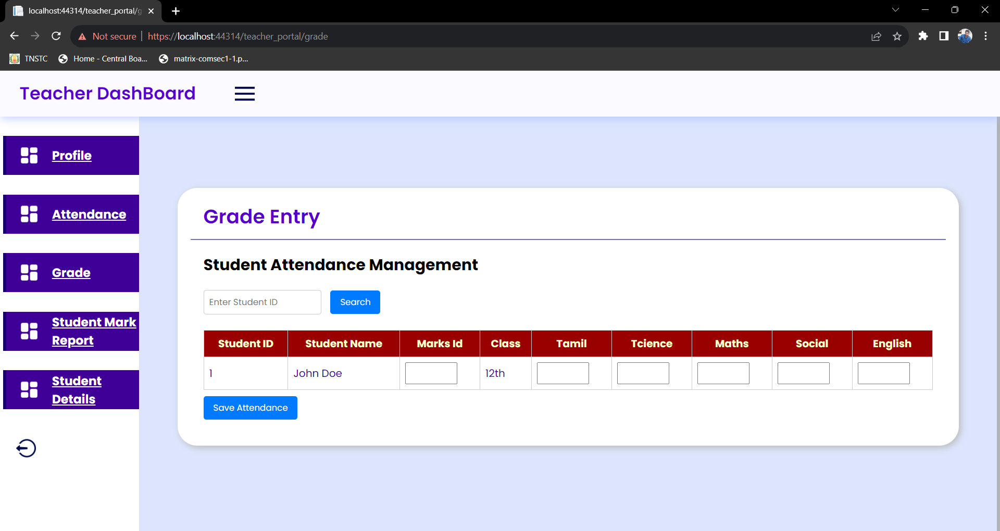 localhost:44314/teacher_portal/g
Not secure https://localhost:44314/teacher_portal/grade
TNSTC Home - Central Boa... matrix-comsec1-1.p...
Teacher DashBoard
Profile
Attendance
Grade
Student Mark
Report
Student
Details
Grade Entry
Student Attendance Management
Enter Student ID Search
Student ID Student Name Marks Id Class Tamil Tcience Maths Social English
1 John Doe 12th
Save Attendance